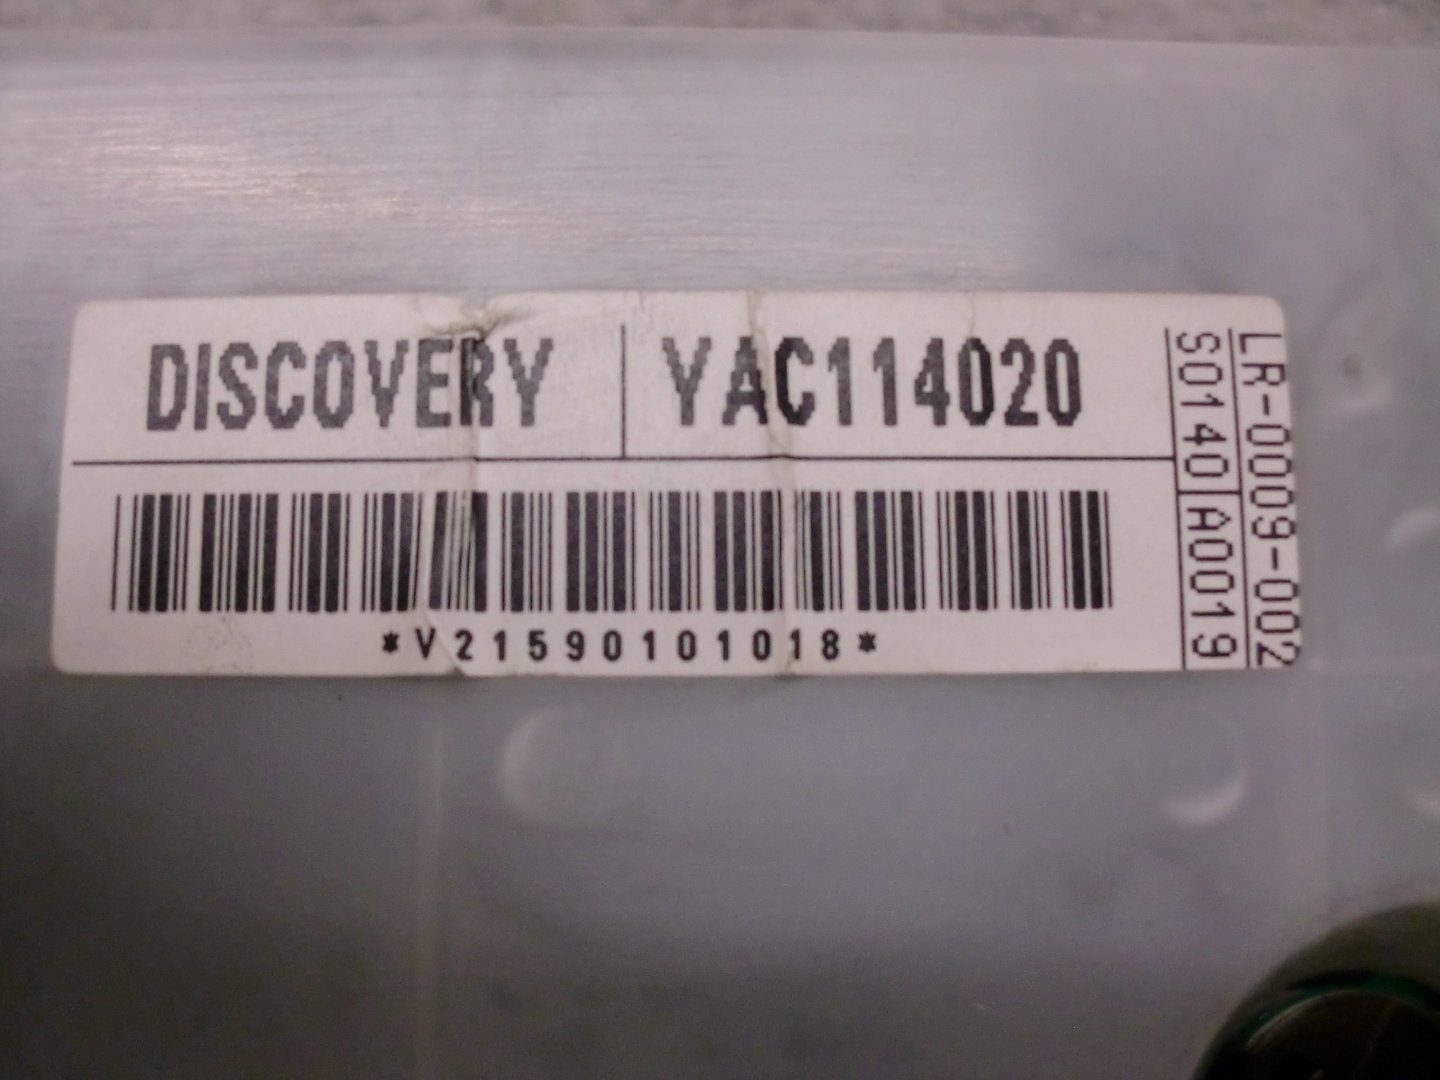 DISCOVERY YAC114020
*V21590101018*
LR-0009-002
S0140 A0019